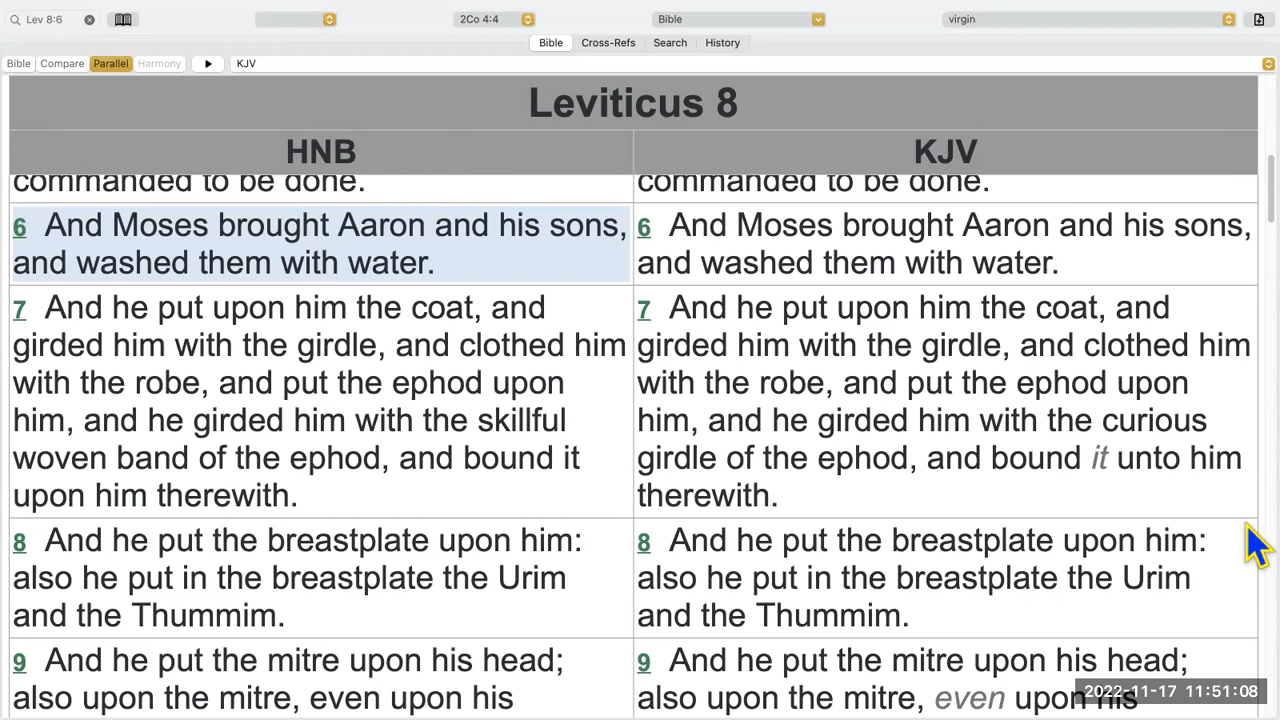 Lev 8:6
2Co 4:4
Bible
virgin
Bible
Cross-Refs
Search
History
Bible
Compare
Parallel
Harmony
KJV
Leviticus 8
HNB
KJV
commanded to be done.
6 And Moses brought Aaron and his sons,
and washed them with water.
7 And he put upon him the coat, and
girded him with the girdle, and clothed him
with the robe, and put the ephod upon
him, and he girded him with the skillful
woven band of the ephod, and bound it
upon him therewith.
8 And he put the breastplate upon him:
also he put in the breastplate the Urim
and the Thummim.
9 And he put the mitre upon his head;
also upon the mitre, even upon his
commanded to be done.
6 And Moses brought Aaron and his sons,
and washed them with water.
7 And he put upon him the coat, and
girded him with the girdle, and clothed him
with the robe, and put the ephod upon
him, and he girded him with the curious
girdle of the ephod, and bound it unto him
therewith.
8 And he put the breastplate upon him:
also he put in the breastplate the Urim
and the Thummim.
9 And he put the mitre upon his head;
also upon the mitre, even upon his
2022-11-17 11:51:08